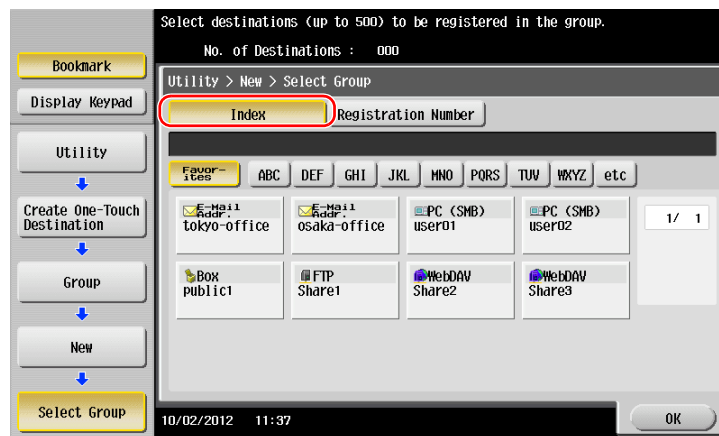 Select destinations (up to 500) to be registered in the group.
No. of Destinations : 000
Bookmark
Display Keypad
Utility
Create One-Touch
Destination
Group
New
Select Group
Utility > New > Select Group
Index
Registration Number
Favor-
ites
ABC
DEF
GHI
JKL
MNO
PQRS
TUV
WXYZ
etc
E-Mail
Addr.
tokyo-office
E-Mail
Addr.
osaka-office
PC (SMB)
user01
PC (SMB)
user02
1/ 1
Box
public1
FTP
Share1
WebDAV
Share2
WebDAV
Share3
10/02/2012 11:37
OK